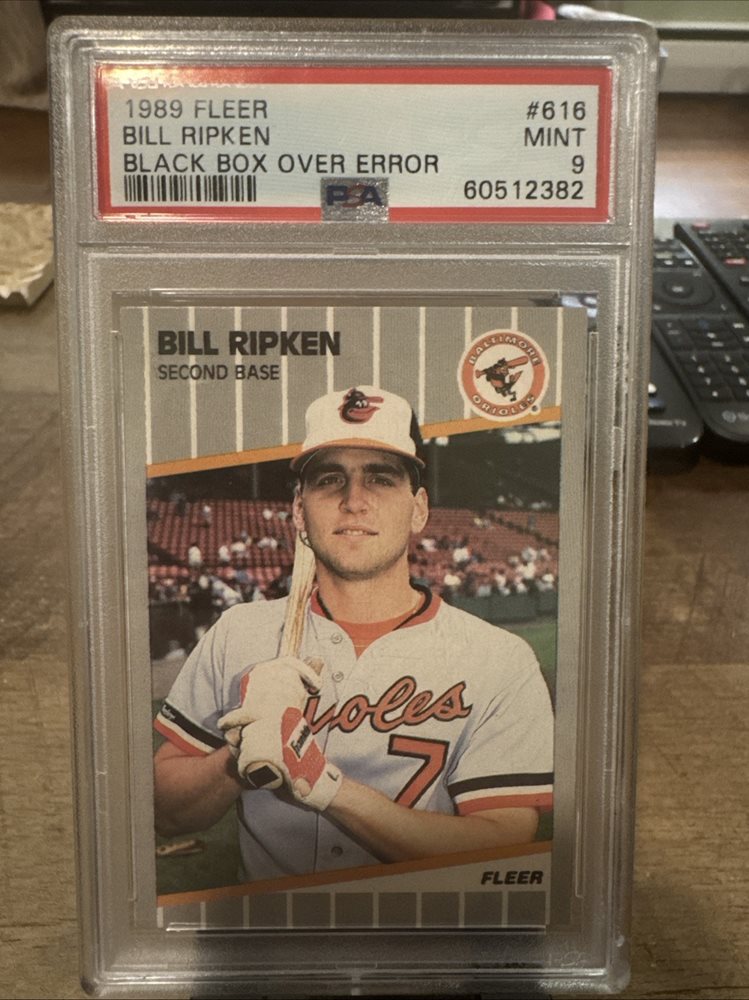 1989 FLEER #616
BILL RIPKEN MINT
BLACK BOX OVER ERROR 9
PSA 60512382
BILL RIPKEN
SECOND BASE
BALTIMORE
ORIOLES
Orioles
7
FLEER